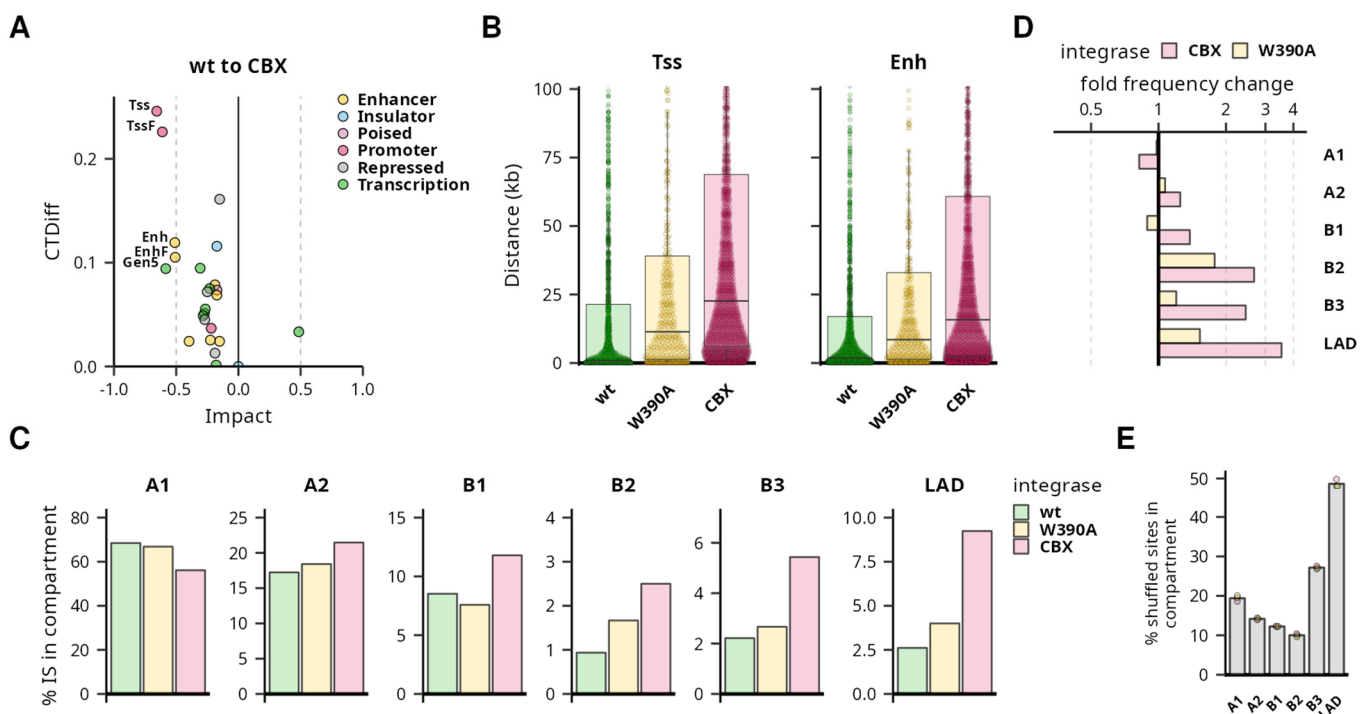 A
wt to CBX
Tss
TssF
Enh
EnhF
Gen5
CTDiff
0.2
0.1
0.0
-1.0
-0.5
0.0
0.5
1.0
Impact
Enhancer
Insulator
Poised
Promoter
Repressed
Transcription
B
Tss
Enh
Distance (kb)
100
75
50
25
0
wt
W390A
CBX
wt
W390A
CBX
D
integrase CBX W390A
fold frequency change
0.5 1 2 3 4
A1
A2
B1
B2
B3
LAD
C
% IS in compartment
A1
80
60
40
20
0
A2
25
20
15
10
5
0
B1
15
10
5
0
B2
4
3
2
1
0
B3
6
4
2
0
LAD
10.0
7.5
5.0
2.5
0.0
integrase
wt
W390A
CBX
E
% shuffled sites in
compartment
50
40
30
20
10
0
A1
A2
B1
B2
B3
LAD